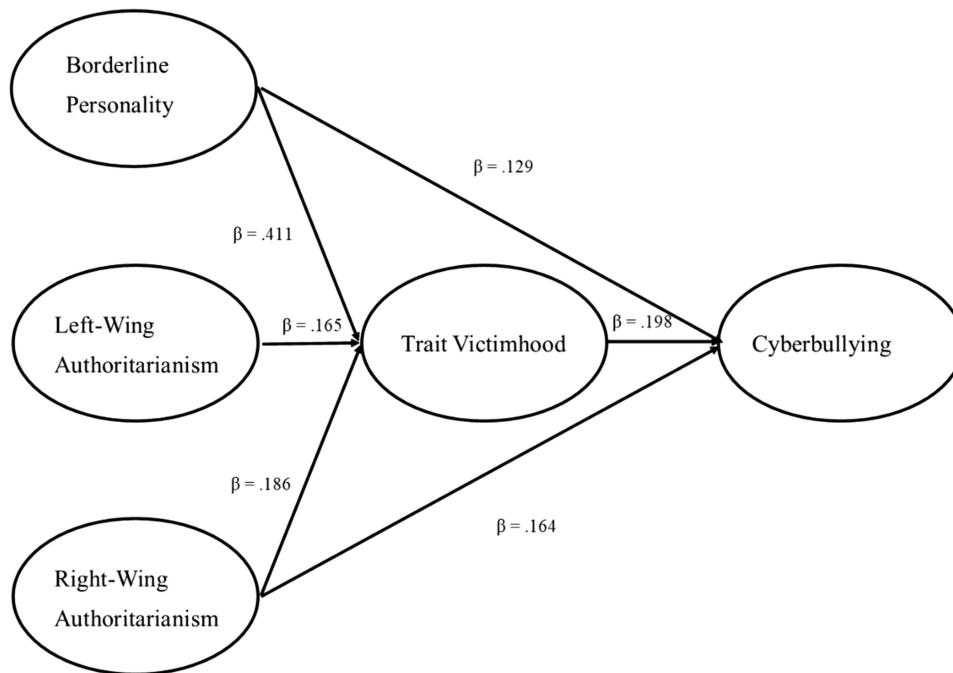 Borderline
Personality
β = .129
β = .411
Left-Wing
Authoritarianism
β = .165
Trait Victimhood
β = .198
Cyberbullying
β = .186
β = .164
Right-Wing
Authoritarianism